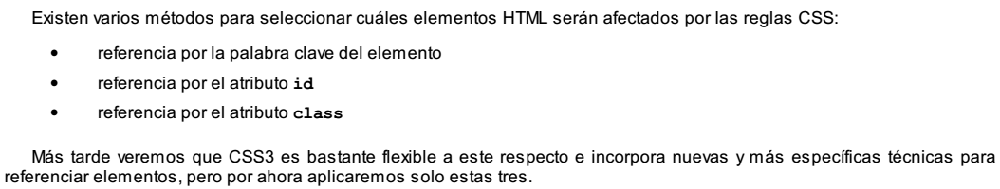 Existen varios métodos para seleccionar cuáles elementos HTML serán afectados por las reglas CSS:
• referencia por la palabra clave del elemento
• referencia por el atributo id
• referencia por el atributo class
Más tarde veremos que CSS3 es bastante flexible a este respecto e incorpora nuevas y más específicas técnicas para
referenciar elementos, pero por ahora aplicaremos solo estas tres.